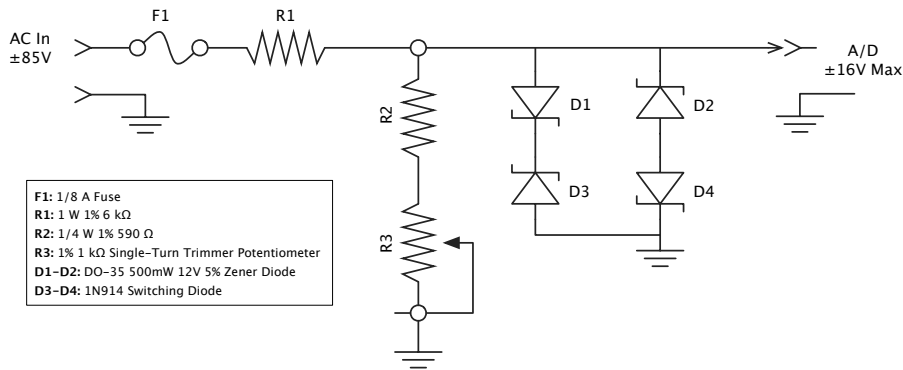 F1
R1
AC In
±85V
A/D
±16V Max
R2
D1
D2
D3
D4
R3
F1: 1/8 A Fuse
R1: 1 W 1% 6 kΩ
R2: 1/4 W 1% 590 Ω
R3: 1% 1 kΩ Single-Turn Trimmer Potentiometer
D1-D2: DO-35 500mW 12V 5% Zener Diode
D3-D4: 1N914 Switching Diode